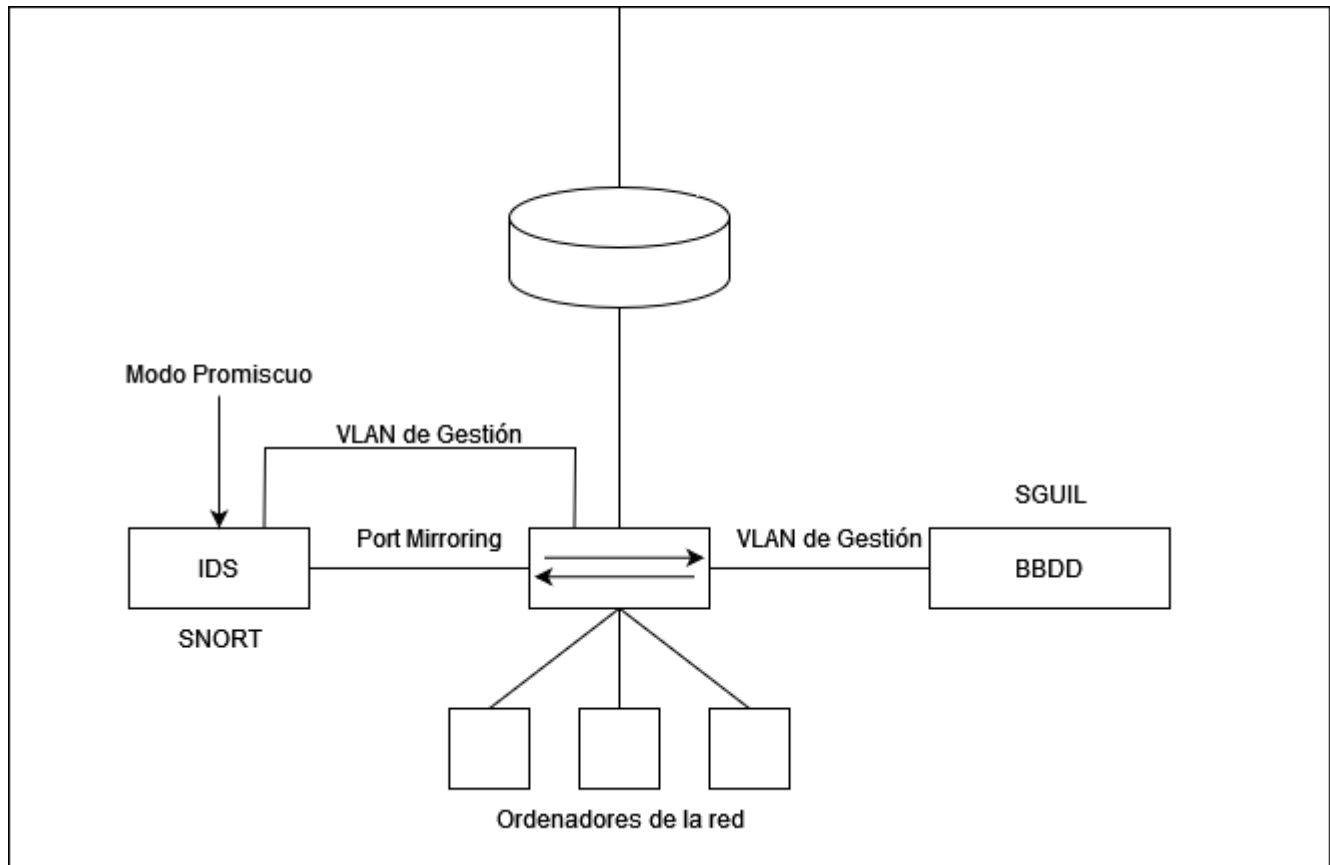 Modo Promiscuo
VLAN de Gestión
SGUIL
Port Mirroring
VLAN de Gestión
IDS
BBDD
SNORT
Ordenadores de la red